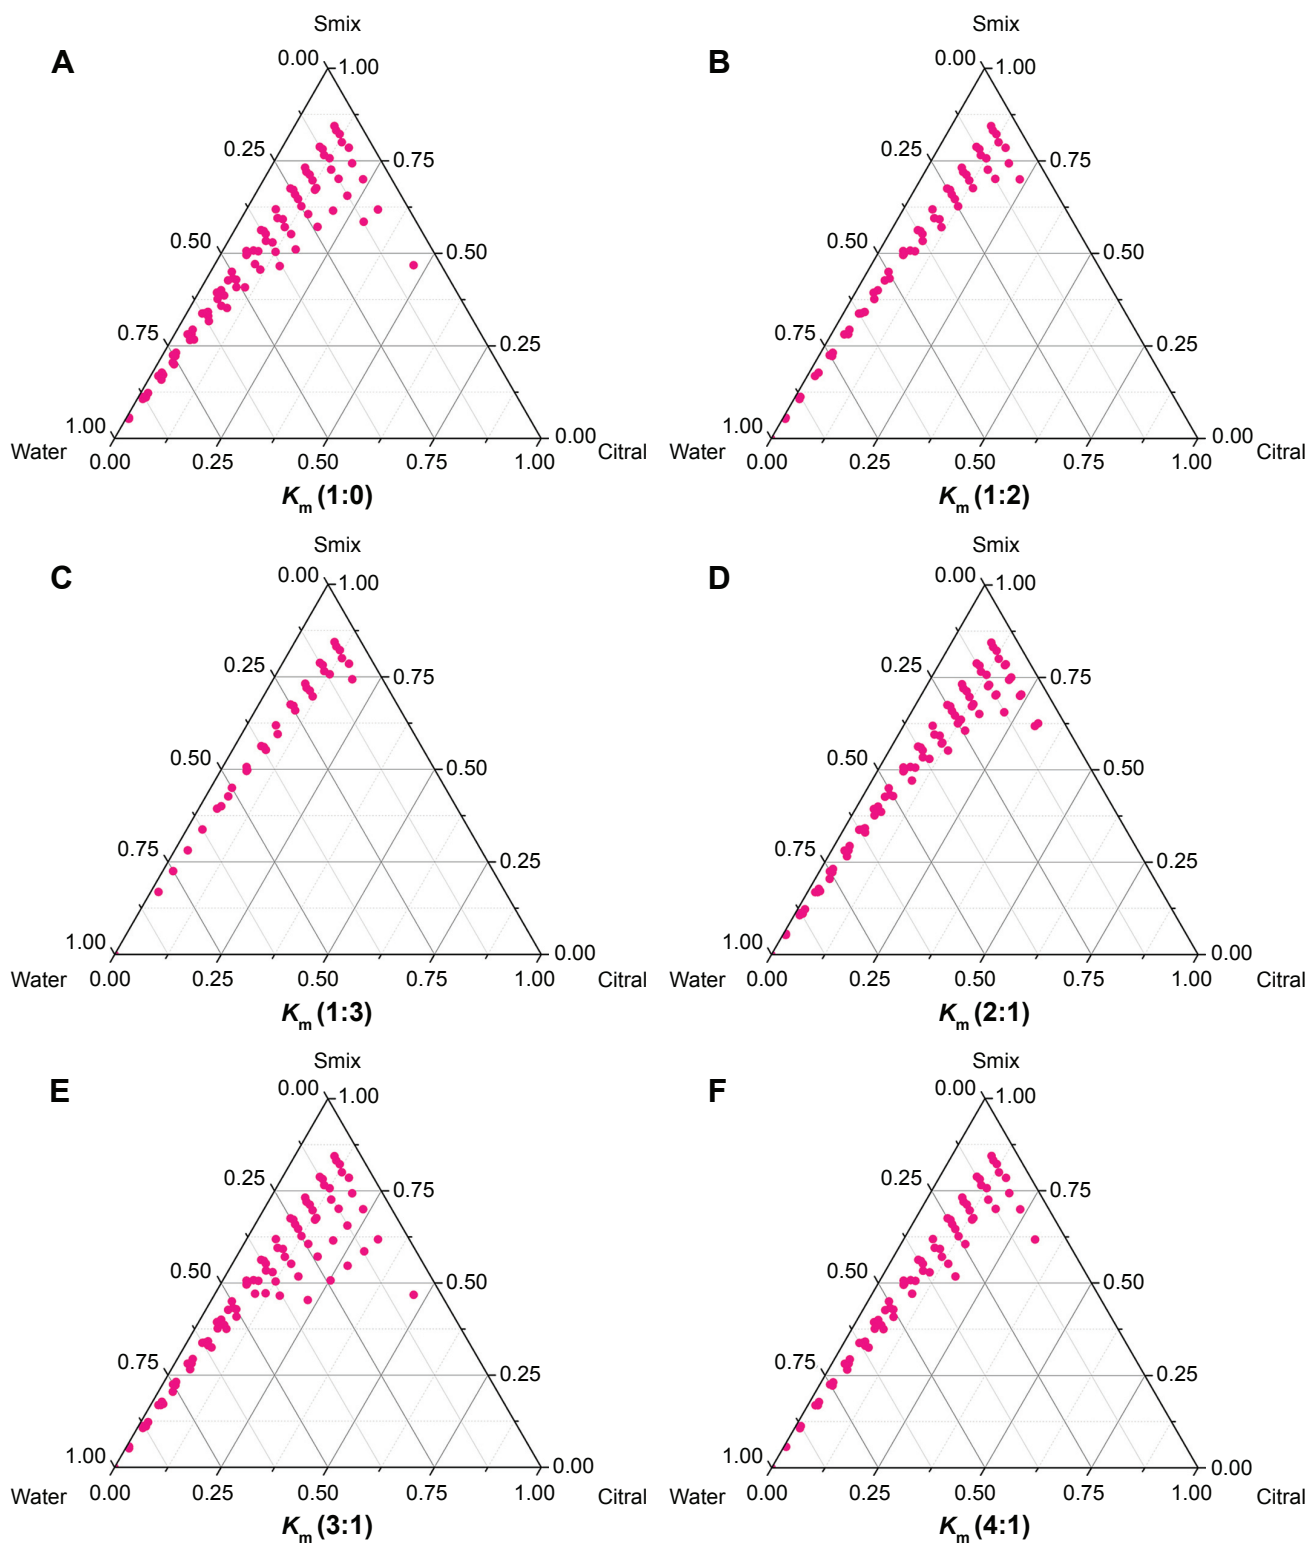 A
Smix
0.00 1.00
0.25 0.75
0.50 0.50
0.75 0.25
1.00 0.00
Water Citral
0.00 0.25 0.50 0.75 1.00
Km (1:0)
B
Smix
0.00 1.00
0.25 0.75
0.50 0.50
0.75 0.25
1.00 0.00
Water Citral
0.00 0.25 0.50 0.75 1.00
Km (1:2)
C
Smix
0.00 1.00
0.25 0.75
0.50 0.50
0.75 0.25
1.00 0.00
Water Citral
0.00 0.25 0.50 0.75 1.00
Km (1:3)
D
Smix
0.00 1.00
0.25 0.75
0.50 0.50
0.75 0.25
1.00 0.00
Water Citral
0.00 0.25 0.50 0.75 1.00
Km (2:1)
E
Smix
0.00 1.00
0.25 0.75
0.50 0.50
0.75 0.25
1.00 0.00
Water Citral
0.00 0.25 0.50 0.75 1.00
Km (3:1)
F
Smix
0.00 1.00
0.25 0.75
0.50 0.50
0.75 0.25
1.00 0.00
Water Citral
0.00 0.25 0.50 0.75 1.00
Km (4:1)